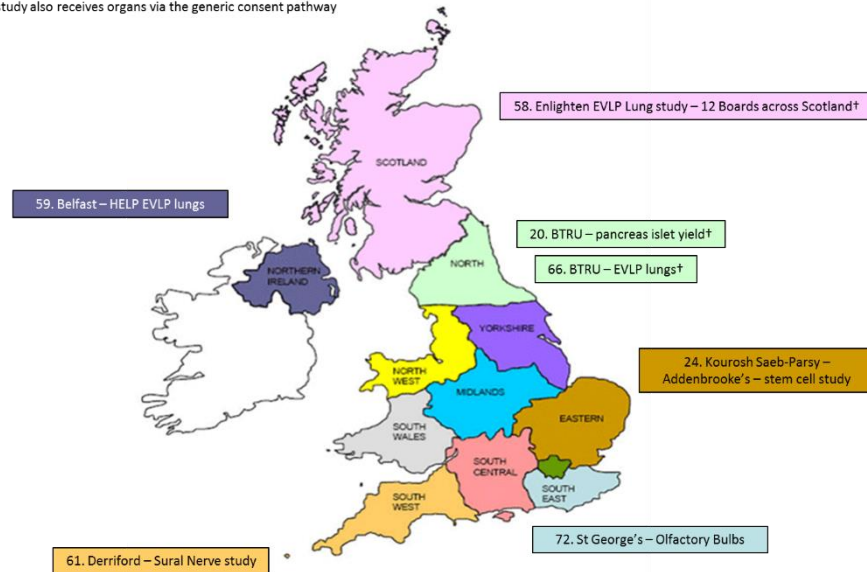 study also receives organs via the generic consent pathway
58. Enlighten EVLP Lung study – 12 Boards across Scotland†
SCOTLAND
59. Belfast – HELP EVLP lungs
20. BTRU – pancreas islet yield†
NORTH
66. BTRU – EVLP lungs†
NORTHERN
IRELAND
YORKSHIRE
24. Kourosh Saeb-Parsy –
Addenbrooke's – stem cell study
NORTH
WEST
MIDLANDS
EASTERN
SOUTH
WALES
SOUTH
CENTRAL
SOUTH
EAST
SOUTH
WEST
72. St George's – Olfactory Bulbs
61. Derriford – Sural Nerve study